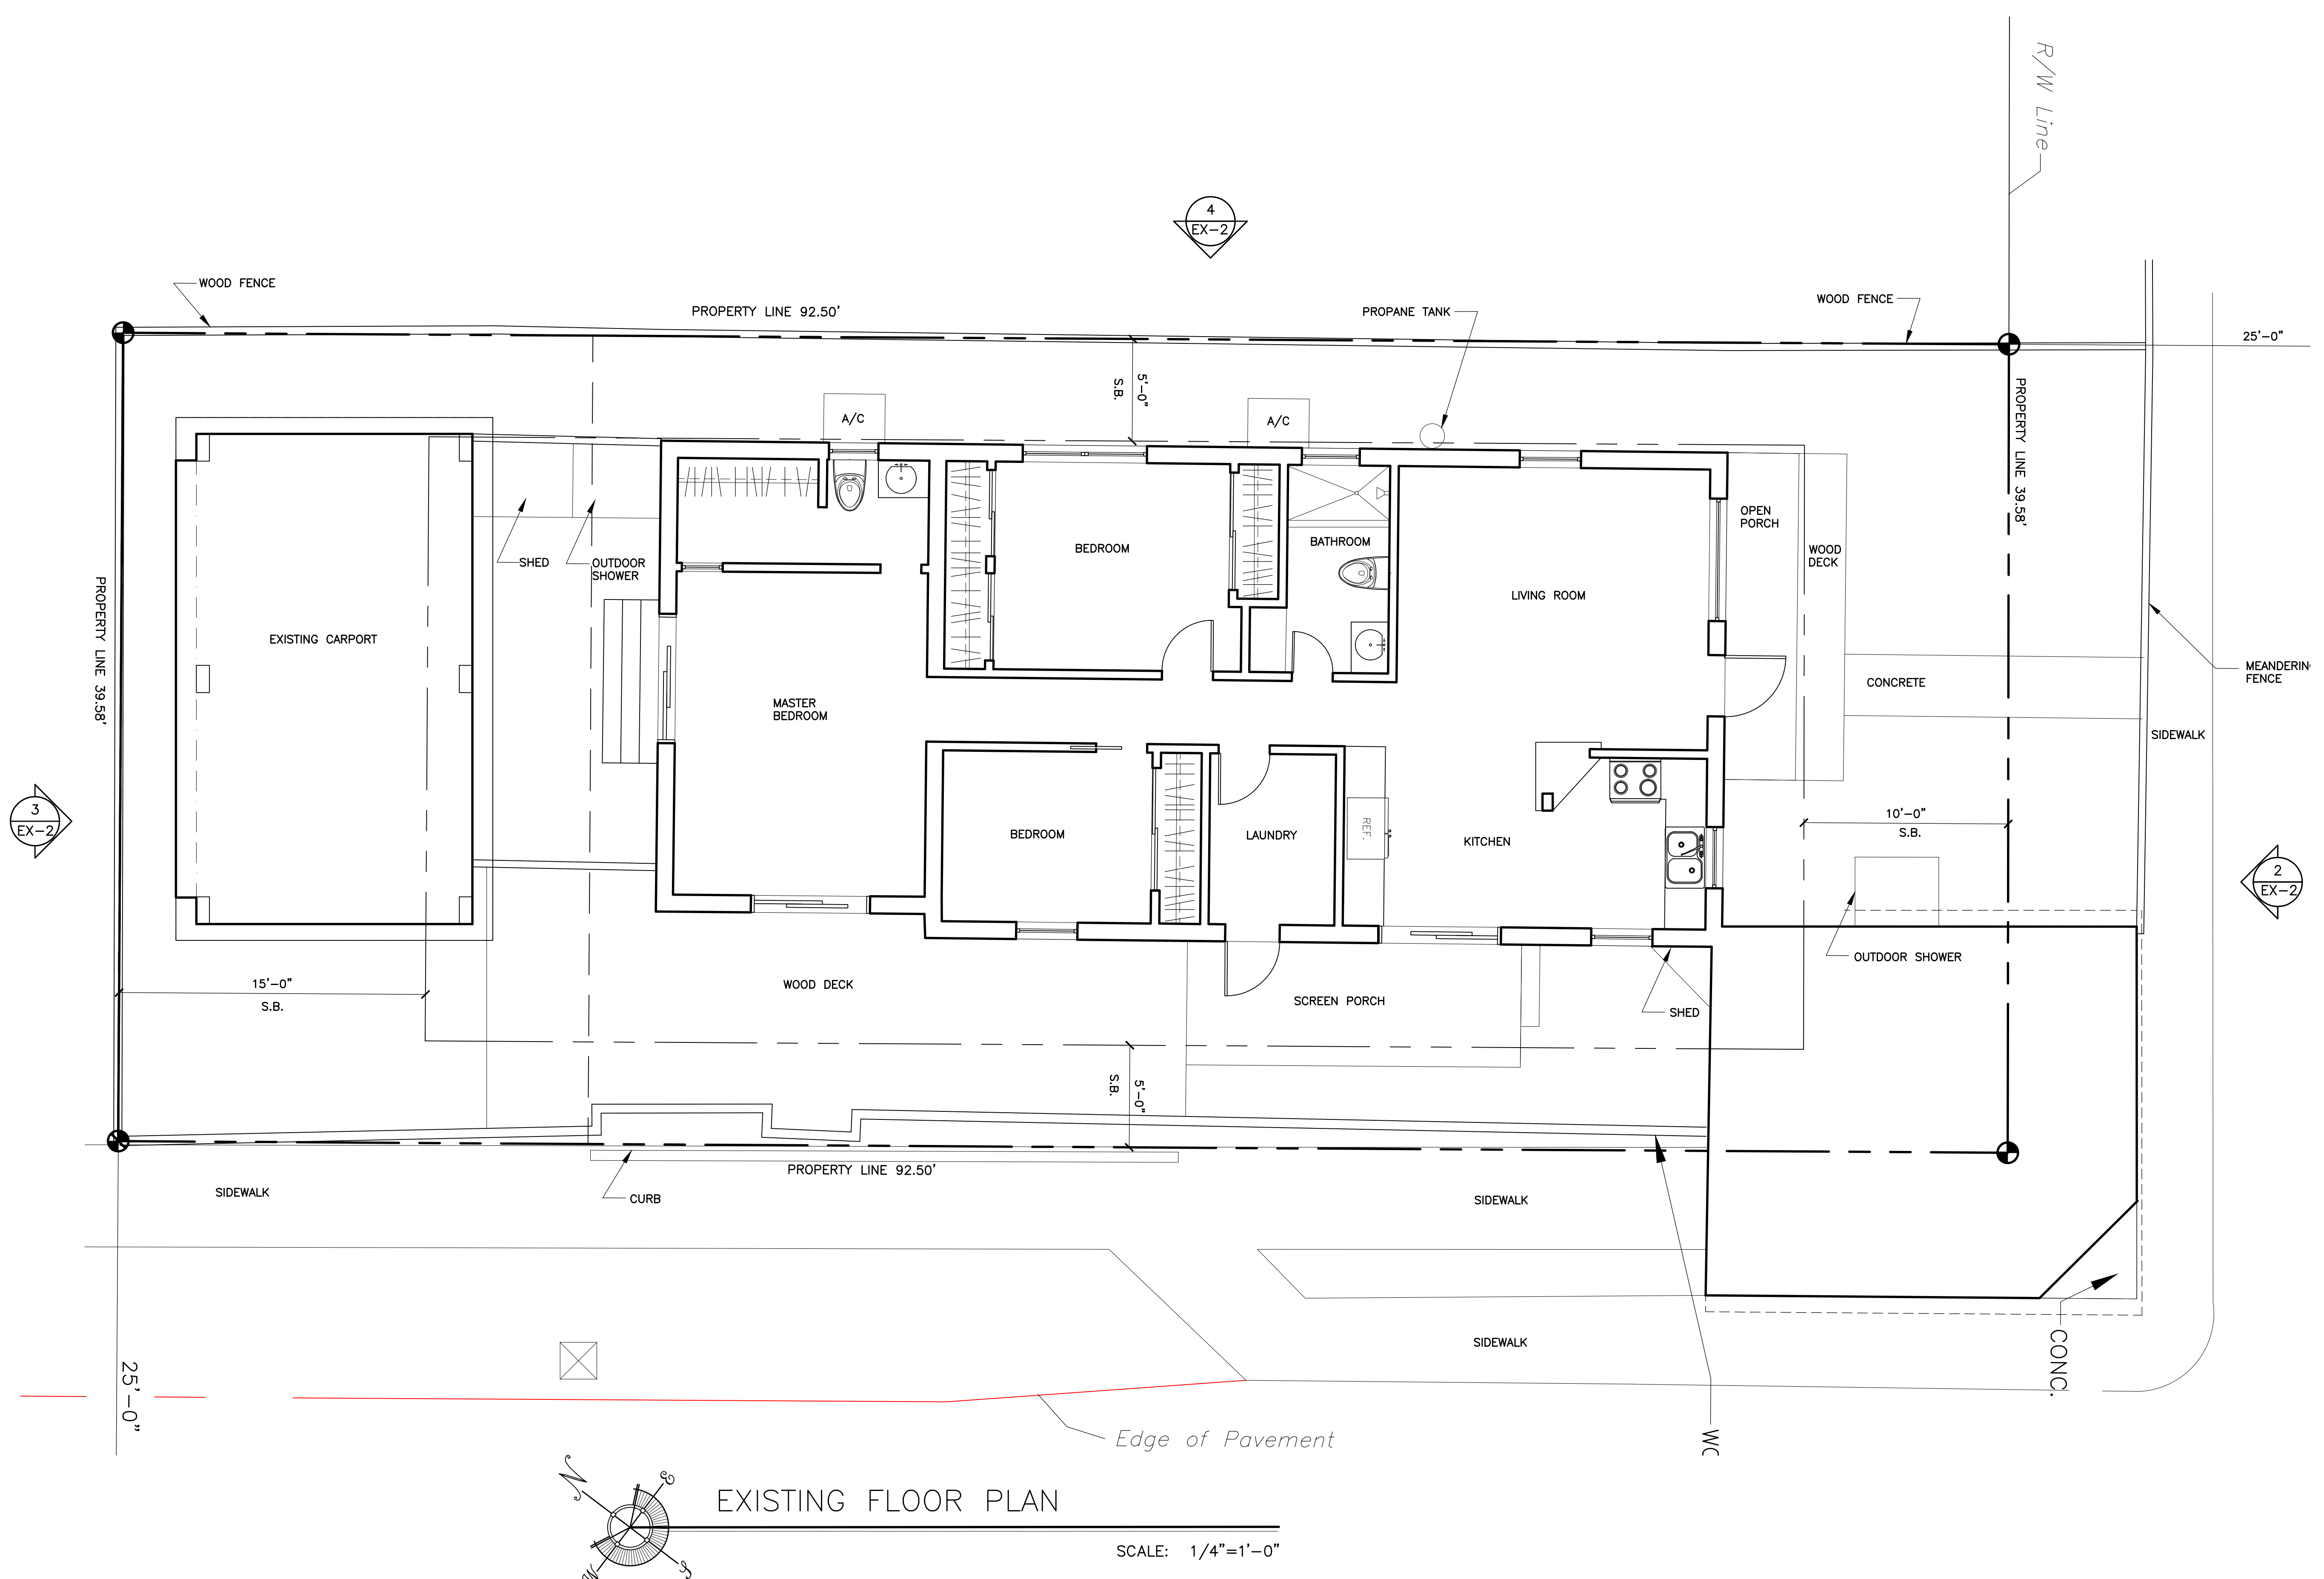 R/W Line
4
EX-2
WOOD FENCE
PROPERTY LINE 92.50'
PROPANE TANK
WOOD FENCE
25'-0"
5'-0"
S.B.
PROPERTY LINE 39.58'
A/C
A/C
OPEN
PORCH
WOOD
DECK
BEDROOM
BATHROOM
SHED
OUTDOOR
SHOWER
LIVING ROOM
PROPERTY LINE 39.58'
EXISTING CARPORT
MEANDERIN
FENCE
CONCRETE
MASTER
BEDROOM
SIDEWALK
3
EX-2
BEDROOM
LAUNDRY
REF.
KITCHEN
10'-0"
S.B.
2
EX-2
OUTDOOR SHOWER
15'-0"
S.B.
WOOD DECK
SCREEN PORCH
SHED
5'-0"
S.B.
PROPERTY LINE 92.50'
SIDEWALK
CURB
SIDEWALK
SIDEWALK
CONC.
25'-0"
Edge of Pavement
WC
N
E
S
W
EXISTING FLOOR PLAN
SCALE: 1/4"=1'-0"